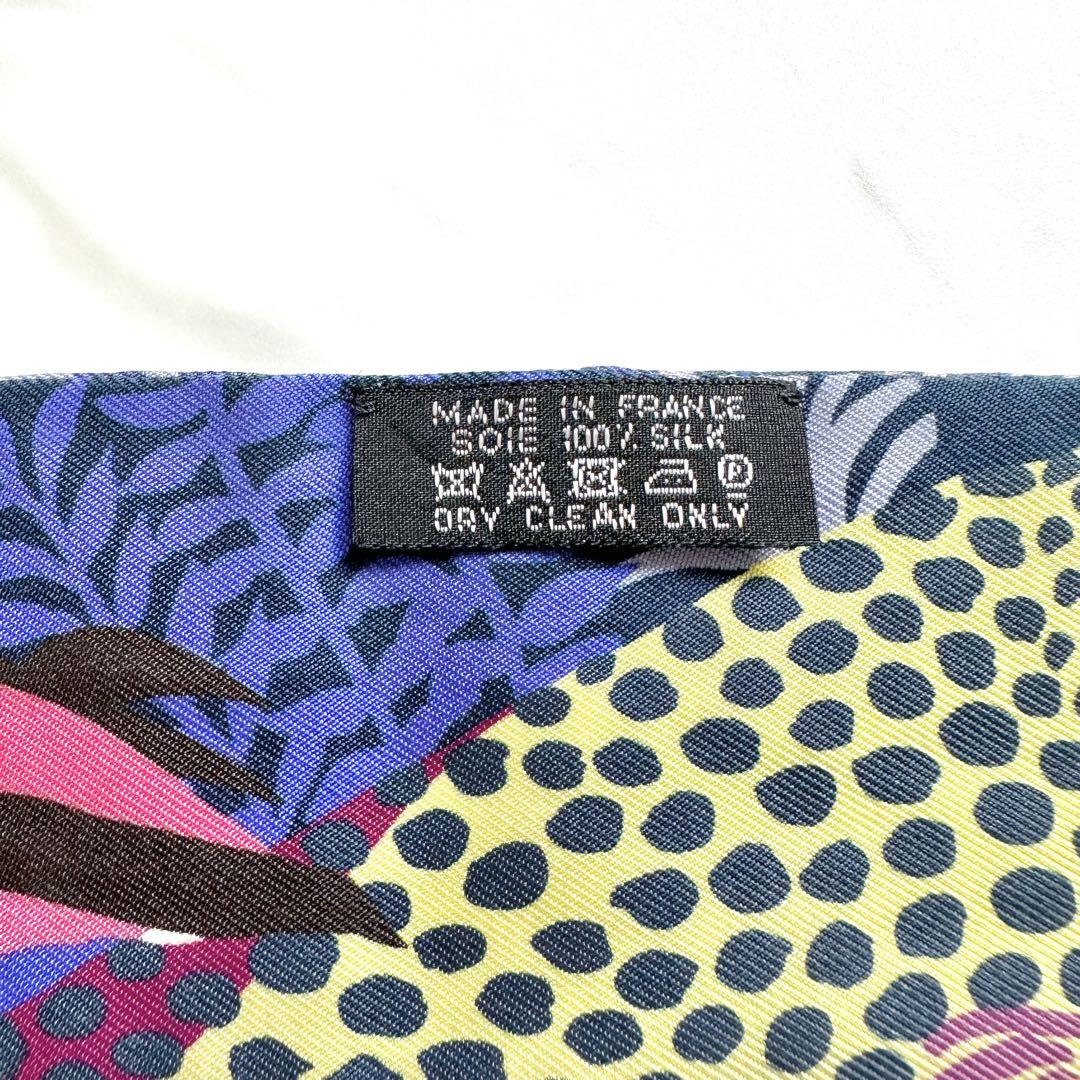 MADE IN FRANCE
SOIE 100% SILK
DRY CLEAN ONLY